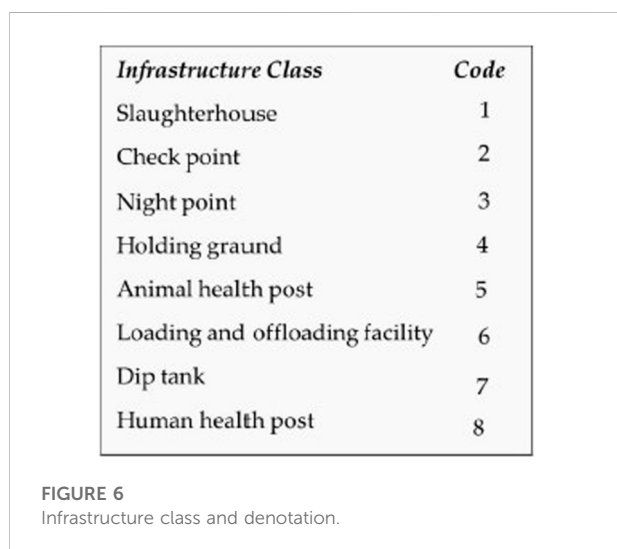 Infrastructure Class Code
Slaughterhouse 1
Check point 2
Night point 3
Holding graund 4
Animal health post 5
Loading and offloading facility 6
Dip tank 7
Human health post 8
FIGURE 6
Infrastructure class and denotation.